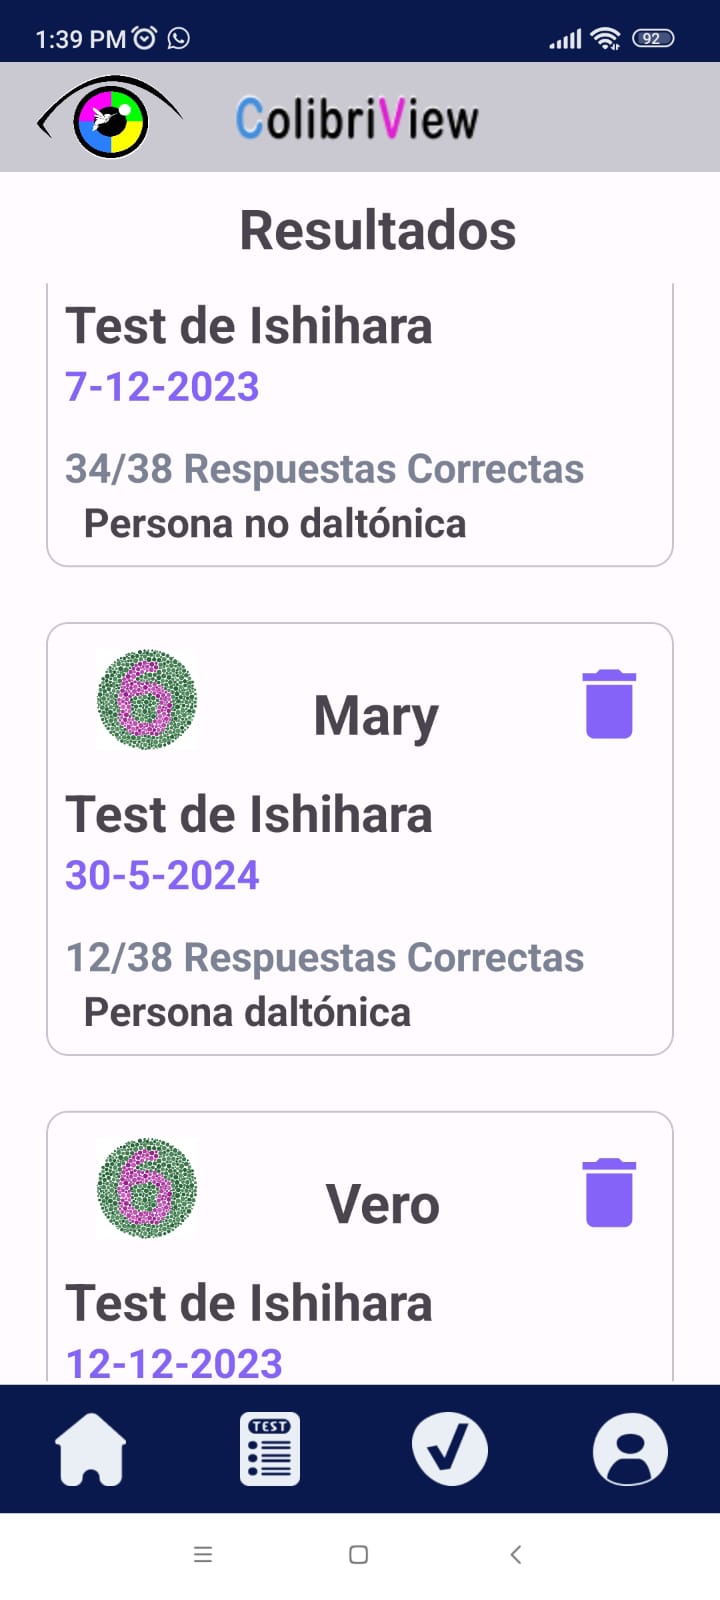 1:39 PM
92
ColibriView
Resultados
Test de Ishihara
7-12-2023
34/38 Respuestas Correctas
Persona no daltónica
6
Mary
Test de Ishihara
30-5-2024
12/38 Respuestas Correctas
Persona daltónica
6
Vero
Test de Ishihara
12-12-2023
TEST